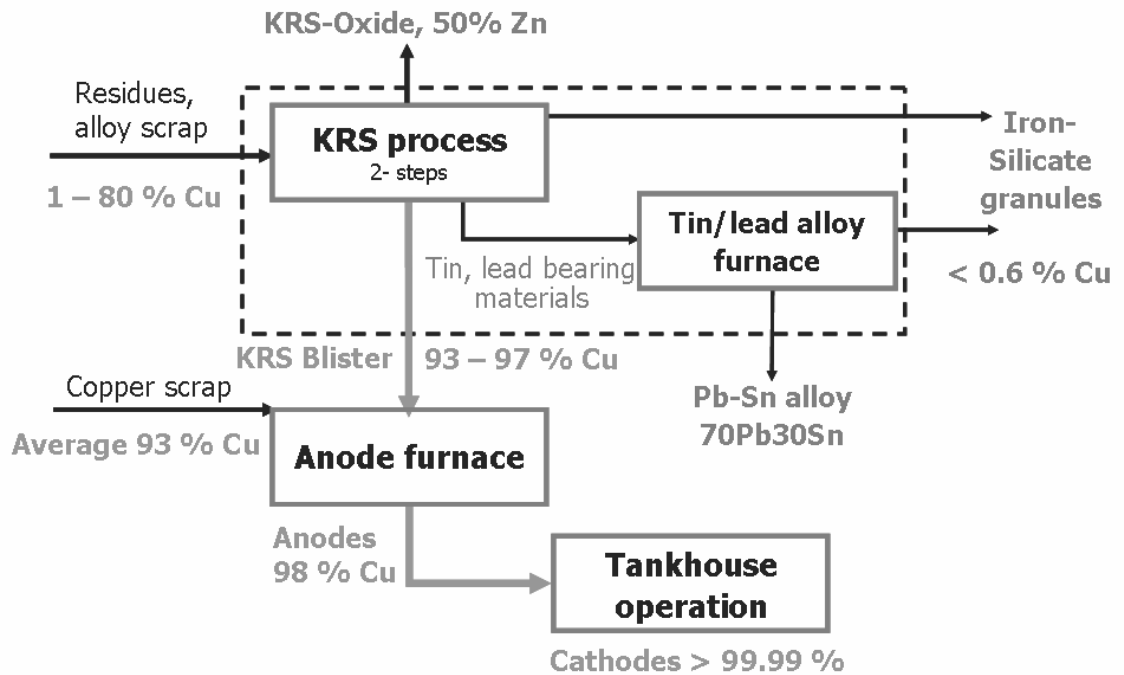 KRS-Oxide, 50% Zn
Residues,
alloy scrap
1 – 80 % Cu
KRS process
2- steps
Iron-
Silicate
granules
Tin/lead alloy
furnace
< 0.6 % Cu
Tin, lead bearing
materials
KRS Blister
93 – 97 % Cu
Pb-Sn alloy
70Pb30Sn
Copper scrap
Average 93 % Cu
Anode furnace
Anodes
98 % Cu
Tankhouse
operation
Cathodes > 99.99 %